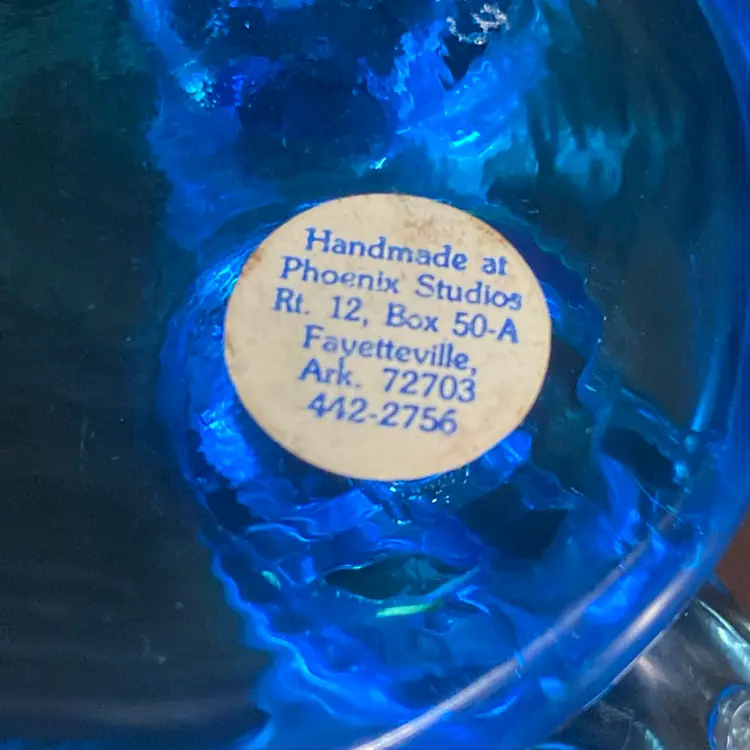 Handmade at
Phoenix Studios
Rt. 12, Box 50-A
Fayetteville,
Ark. 72703
442-2756